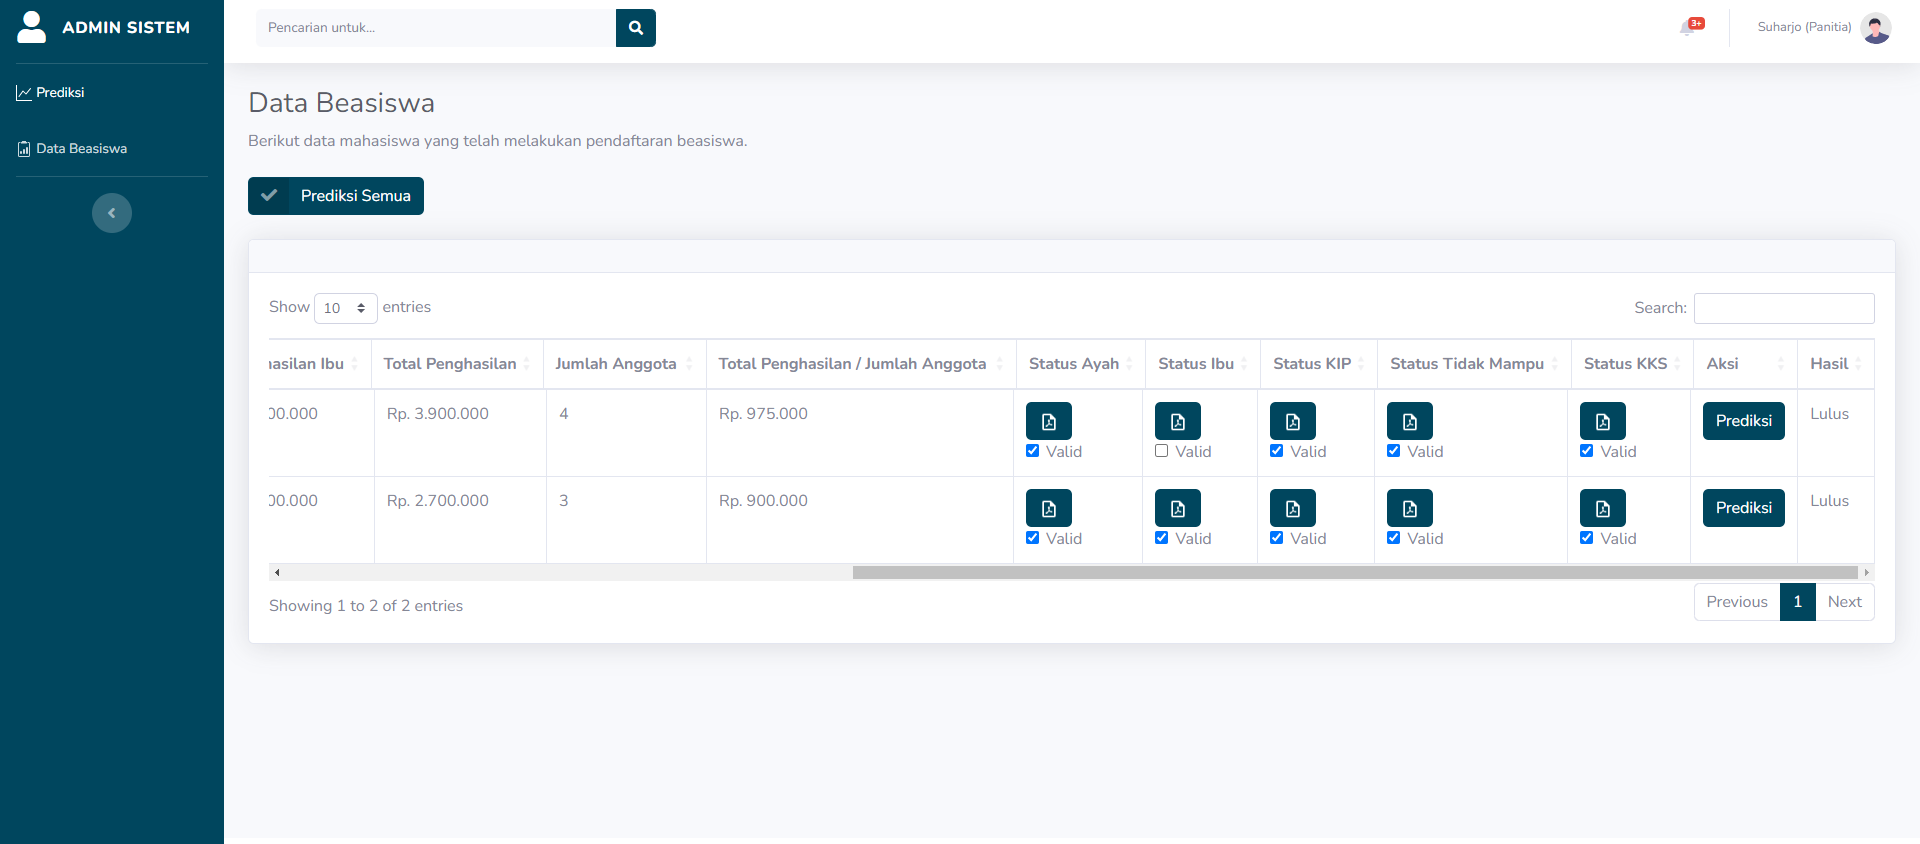 ADMIN SISTEM
Pencarian untuk...
3+
Suharjo (Panitia)
Prediksi
Data Beasiswa
Data Beasiswa
Berikut data mahasiswa yang telah melakukan pendaftaran beasiswa.
Prediksi Semua
Show 10 entries
Search:
hasilan Ibu Total Penghasilan Jumlah Anggota Total Penghasilan / Jumlah Anggota Status Ayah Status Ibu Status KIP Status Tidak Mampu Status KKS Aksi Hasil
00.000 Rp. 3.900.000 4 Rp. 975.000 Prediksi Lulus
Valid Valid Valid Valid Valid
00.000 Rp. 2.700.000 3 Rp. 900.000 Prediksi Lulus
Valid Valid Valid Valid Valid
Showing 1 to 2 of 2 entries
Previous 1 Next